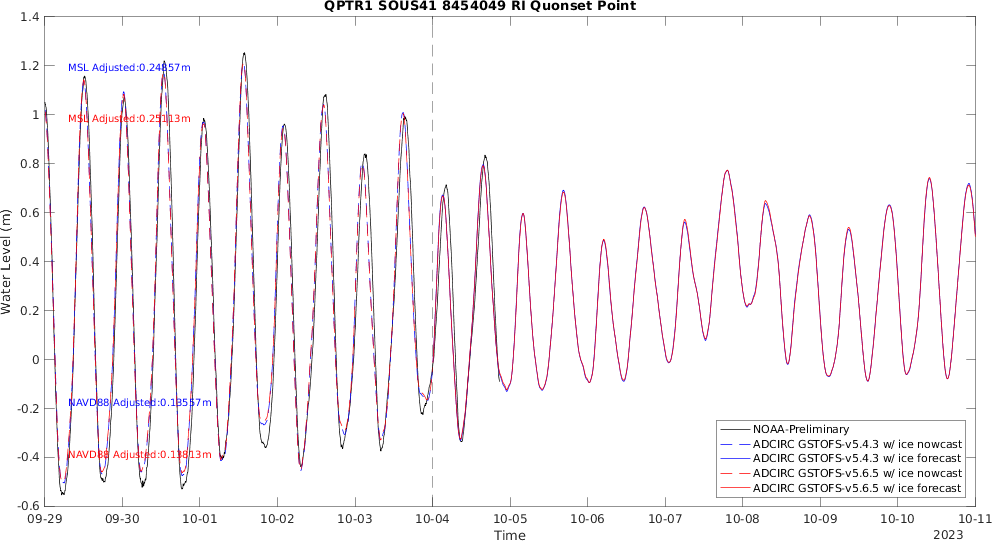 QPTR1 SOUS41 8454049 RI Quonset Point
1.4
1.2
1
0.8
0.6
0.4
0.2
0
-0.2
-0.4
-0.6
Water Level (m)
MSL Adjusted:0.24857m
MSL Adjusted:0.25113m
NAVD88 Adjusted:0.13557m
NAVD88 Adjusted:0.13813m
NOAA-Preliminary
ADCIRC GSTOFS-v5.4.3 w/ ice nowcast
ADCIRC GSTOFS-v5.4.3 w/ ice forecast
ADCIRC GSTOFS-v5.6.5 w/ ice nowcast
ADCIRC GSTOFS-v5.6.5 w/ ice forecast
09-29 09-30 10-01 10-02 10-03 10-04 10-05 10-06 10-07 10-08 10-09 10-10 10-11
Time
2023